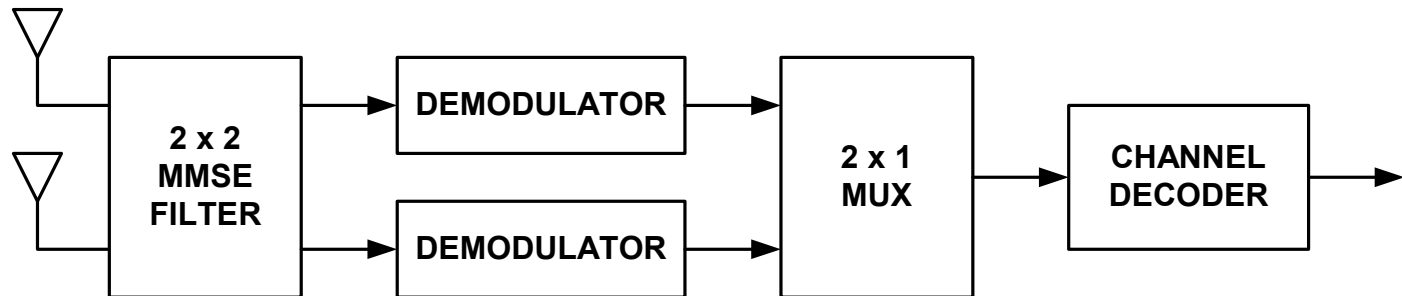 2 x 2
MMSE
FILTER
DEMODULATOR
DEMODULATOR
2 x 1
MUX
CHANNEL
DECODER